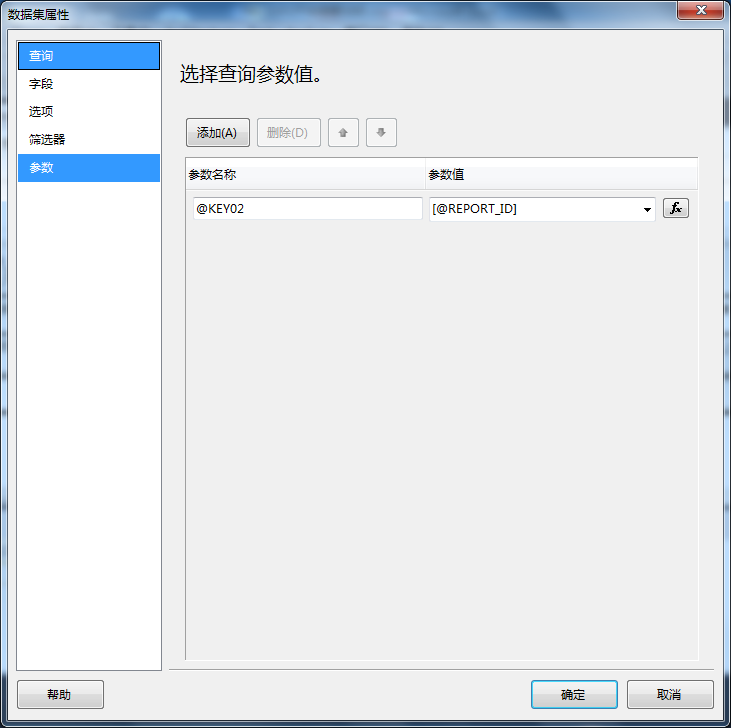 数据集属性
查询
字段
选项
筛选器
参数
选择查询参数值。
添加(A) 删除(D)
参数名称 参数值
@KEY02 [@REPORT_ID] fx
帮助 确定 取消